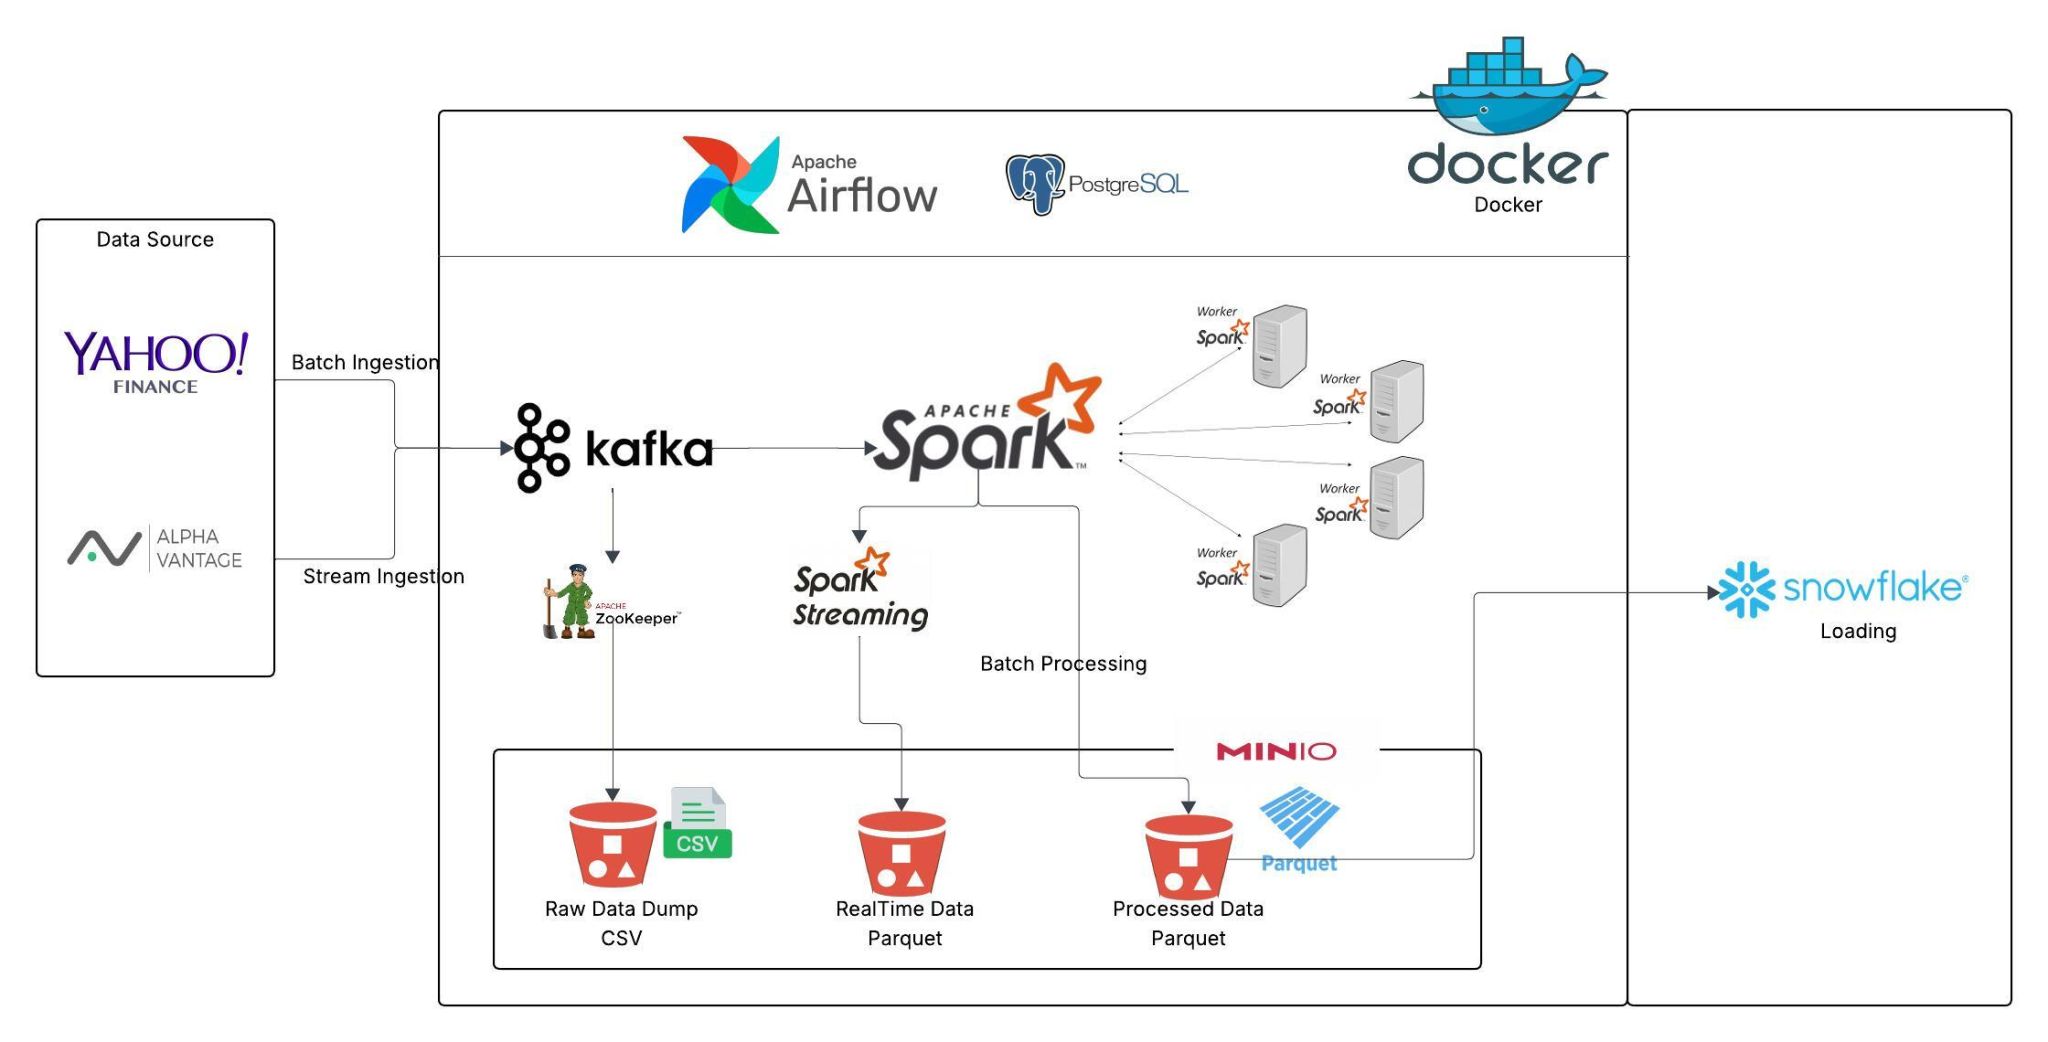 docker
Docker
Apache
Airflow
PostgreSQL
Data Source
YAHOO!
FINANCE
Batch Ingestion
ALPHA
VANTAGE
Stream Ingestion
kafka
APACHE
Spark™
Worker
Spark
Worker
Spark
Worker
Spark
Worker
Spark
APACHE
ZooKeeper™
Spark
Streaming
Batch Processing
snowflake®
Loading
MINIO
CSV
Parquet
Raw Data Dump
CSV
RealTime Data
Parquet
Processed Data
Parquet